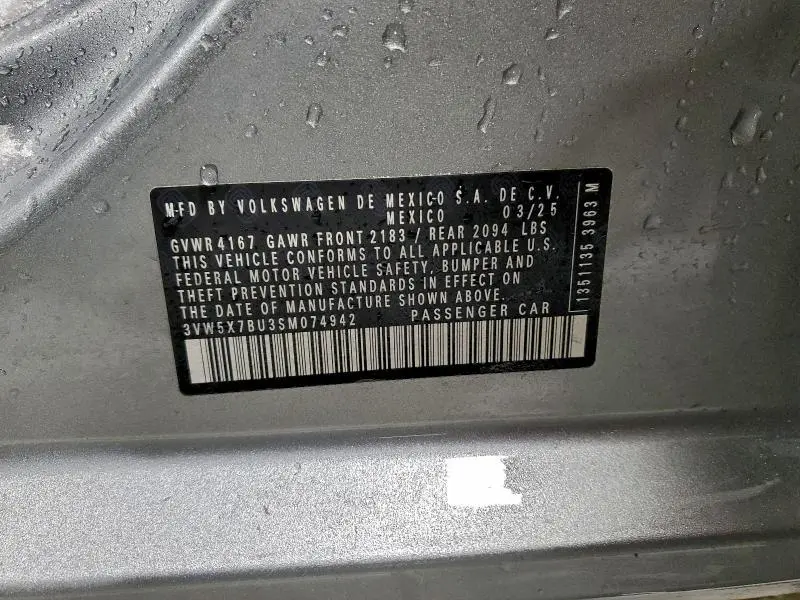 MFD BY VOLKSWAGEN DE MEXICO S.A. DE C.V.
MEXICO 03/25
GVWR 4167 GAWR FRONT 2183 / REAR 2094 LBS
THIS VEHICLE CONFORMS TO ALL APPLICABLE U.S.
FEDERAL MOTOR VEHICLE SAFETY, BUMPER AND
THEFT PREVENTION STANDARDS IN EFFECT ON
THE DATE OF MANUFACTURE SHOWN ABOVE.
3VW5X7BU3SM074942 PASSENGER CAR
1351135 3963 M